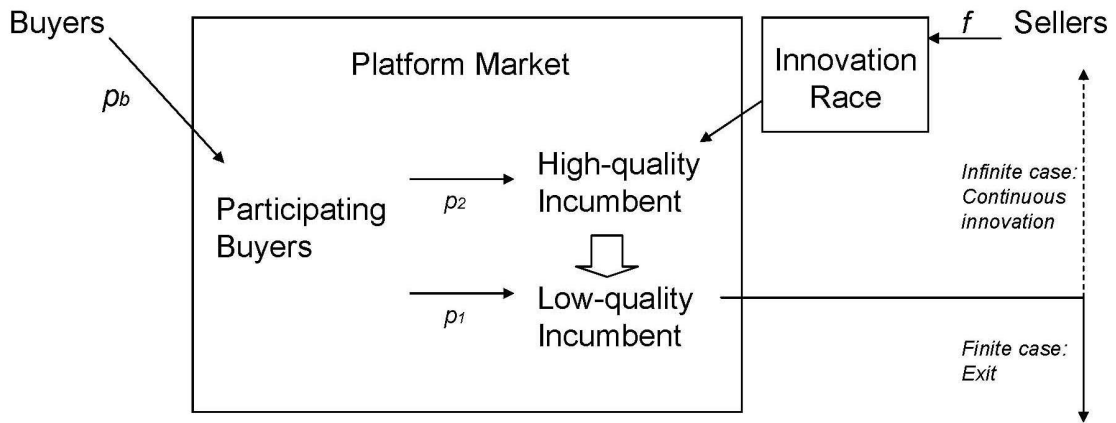 Buyers
f
Sellers
Platform Market
Innovation
Race
pb
High-quality
Incumbent
Participating
Buyers
p2
Infinite case:
Continuous
innovation
p1
Low-quality
Incumbent
Finite case:
Exit